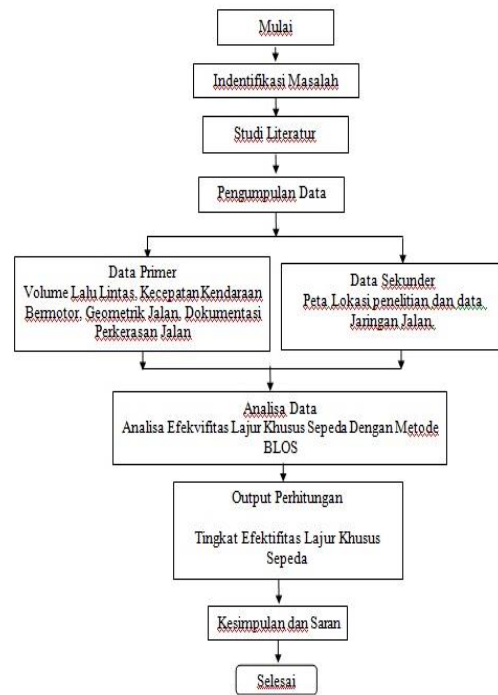 Mulai
Indentifikasi Masalah
Studi Literatur
Pengumpulan Data
Data Primer
Volume Lalu Lintas, Kecepatan Kendaraan
Bermotor, Geometrik Jalan, Dokumentasi
Perkerasan Jalan
Data Sekunder
Peta Lokasi penelitian dan data
Jaringan Jalan,
Analisa Data
Analisa Efekvifitas Lajur Khusus Sepeda Dengan Metode
BLOS
Output Perhitungan
Tingkat Efektifitas Lajur Khusus
Sepeda
Kesimpulan dan Saran
Selesai